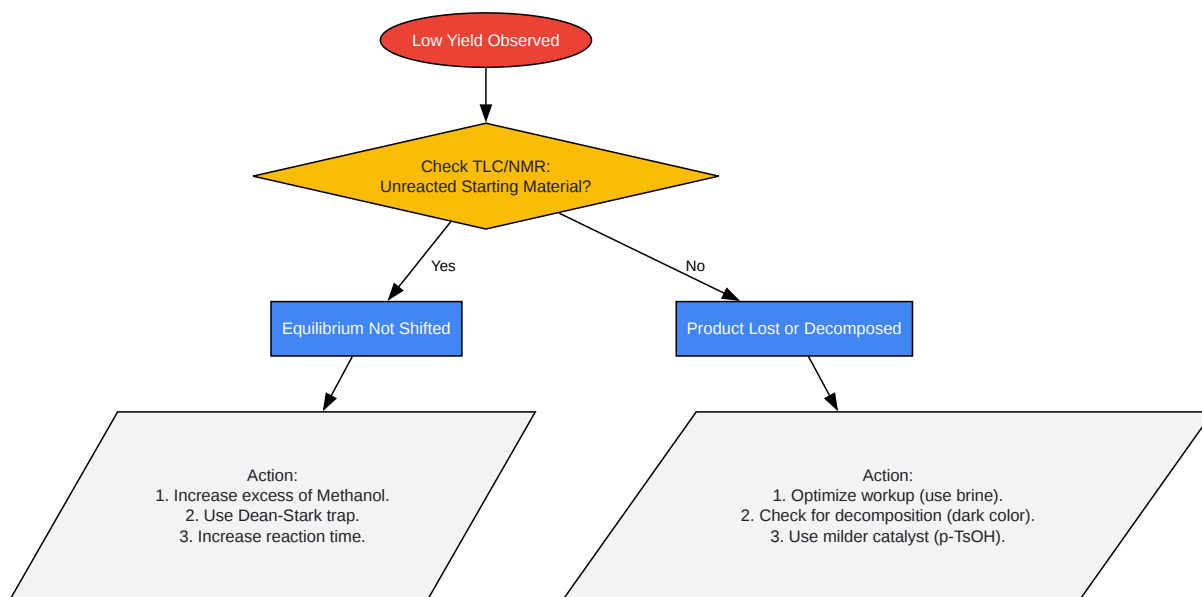 Low Yield Observed
Check TLC/NMR:
Unreacted Starting Material?
Yes
No
Equilibrium Not Shifted
Product Lost or Decomposed
Action:
1. Increase excess of Methanol.
2. Use Dean-Stark trap.
3. Increase reaction time.
Action:
1. Optimize workup (use brine).
2. Check for decomposition (dark color).
3. Use milder catalyst (p-TsOH).